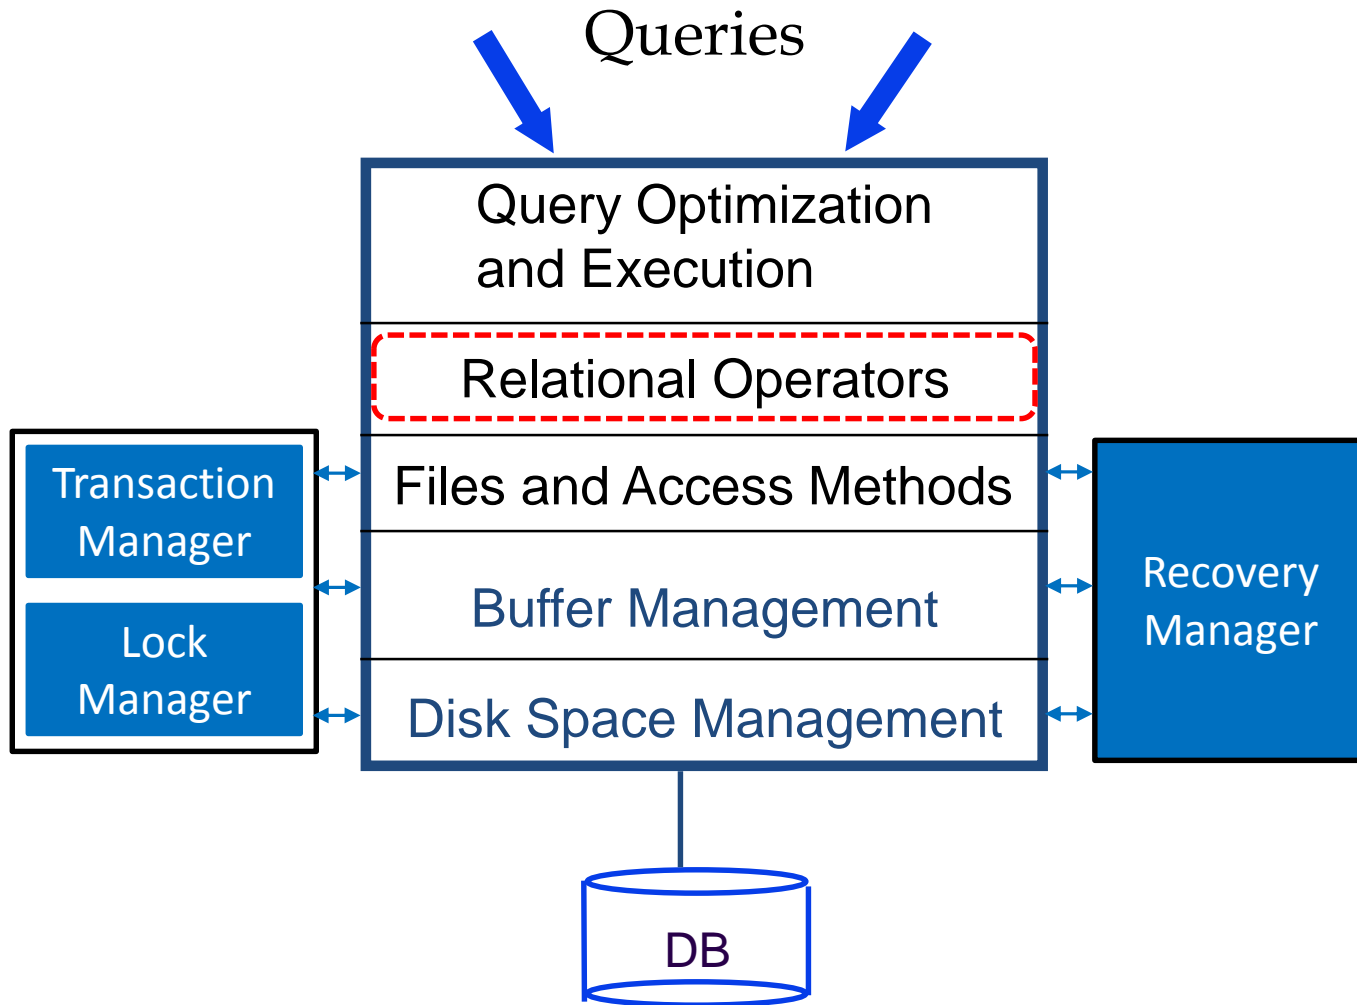 Queries
Query Optimization
and Execution
Relational Operators
Files and Access Methods
Buffer Management
Disk Space Management
Transaction
Manager
Lock
Manager
Recovery
Manager
DB